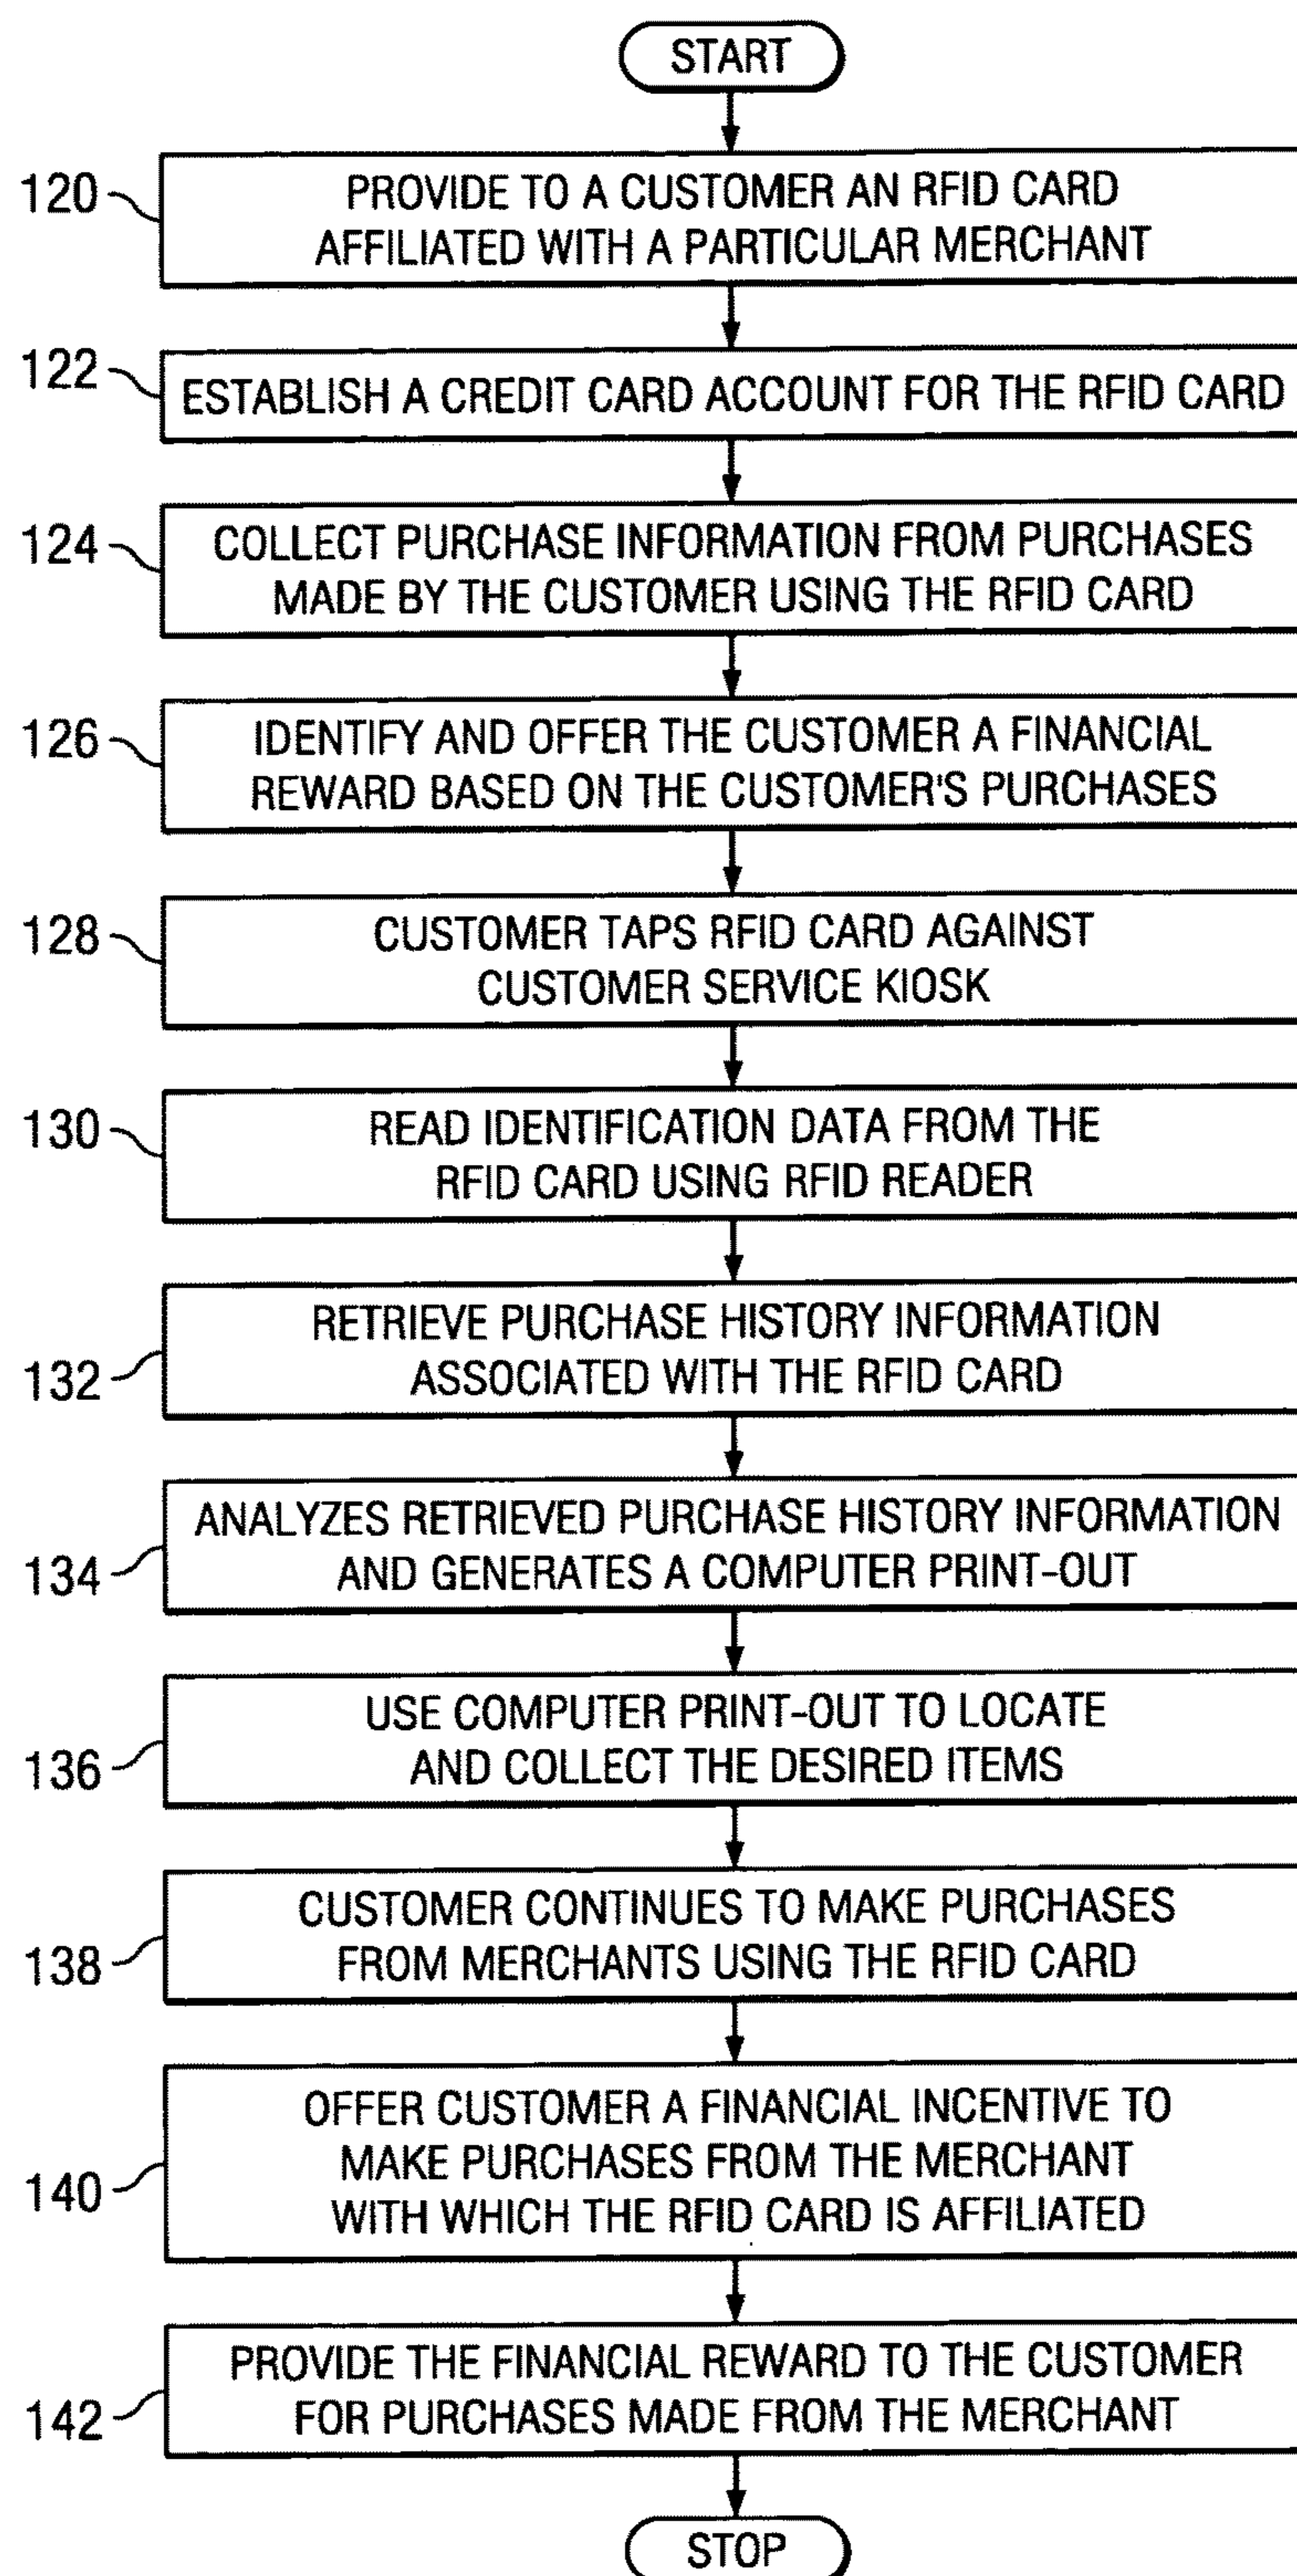 START
120
PROVIDE TO A CUSTOMER AN RFID CARD
AFFILIATED WITH A PARTICULAR MERCHANT
122
ESTABLISH A CREDIT CARD ACCOUNT FOR THE RFID CARD
124
COLLECT PURCHASE INFORMATION FROM PURCHASES
MADE BY THE CUSTOMER USING THE RFID CARD
126
IDENTIFY AND OFFER THE CUSTOMER A FINANCIAL
REWARD BASED ON THE CUSTOMER'S PURCHASES
128
CUSTOMER TAPS RFID CARD AGAINST
CUSTOMER SERVICE KIOSK
130
READ IDENTIFICATION DATA FROM THE
RFID CARD USING RFID READER
132
RETRIEVE PURCHASE HISTORY INFORMATION
ASSOCIATED WITH THE RFID CARD
134
ANALYZES RETRIEVED PURCHASE HISTORY INFORMATION
AND GENERATES A COMPUTER PRINT-OUT
136
USE COMPUTER PRINT-OUT TO LOCATE
AND COLLECT THE DESIRED ITEMS
138
CUSTOMER CONTINUES TO MAKE PURCHASES
FROM MERCHANTS USING THE RFID CARD
140
OFFER CUSTOMER A FINANCIAL INCENTIVE TO
MAKE PURCHASES FROM THE MERCHANT
WITH WHICH THE RFID CARD IS AFFILIATED
142
PROVIDE THE FINANCIAL REWARD TO THE CUSTOMER
FOR PURCHASES MADE FROM THE MERCHANT
STOP